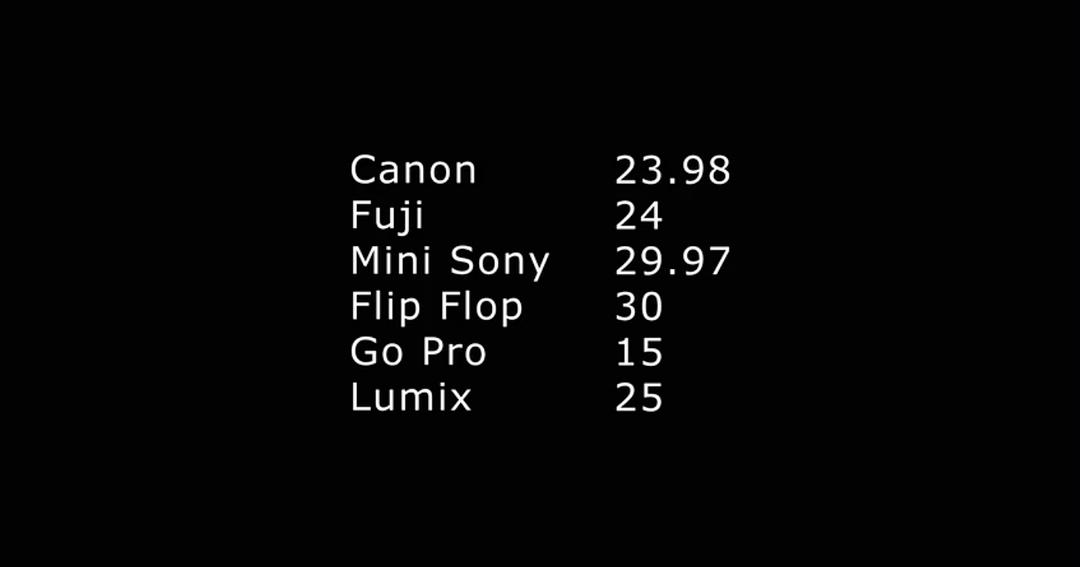 Canon 23.98
Fuji 24
Mini Sony 29.97
Flip Flop 30
Go Pro 15
Lumix 25